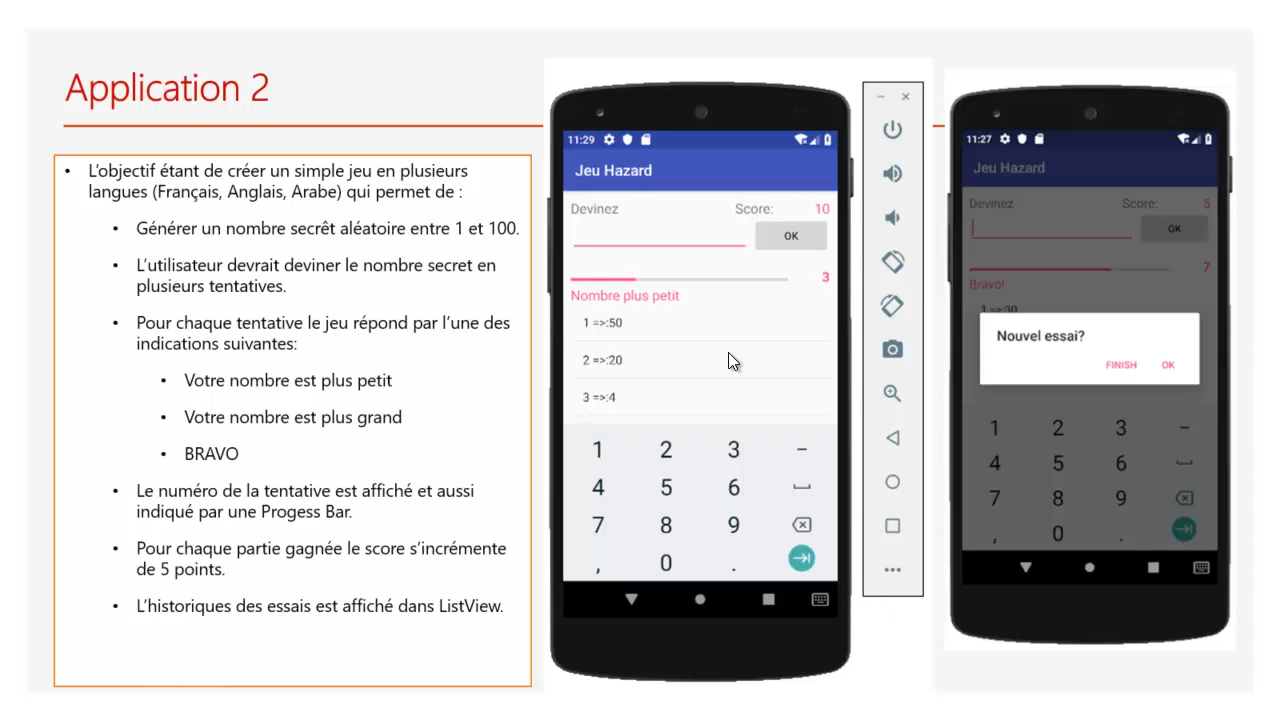 Application 2
• L'objectif étant de créer un simple jeu en plusieurs
langues (Français, Anglais, Arabe) qui permet de :
• Générer un nombre secrêt aléatoire entre 1 et 100.
• L'utilisateur devrait deviner le nombre secret en
plusieurs tentatives.
• Pour chaque tentative le jeu répond par l'une des
indications suivantes:
• Votre nombre est plus petit
• Votre nombre est plus grand
• BRAVO
• Le numéro de la tentative est affiché et aussi
indiqué par une Progess Bar.
• Pour chaque partie gagnée le score s'incrémente
de 5 points.
• L'historiques des essais est affiché dans ListView.
11:29
Jeu Hazard
Devinez Score: 10
OK
3
Nombre plus petit
1 =>:50
2 =>:20
3 =>:4
1 2 3 –
4 5 6
7 8 9
, 0 .
11:27
Jeu Hazard
Devinez Score: 5
OK
7
Bravo!
1 =>:30
Nouvel essai?
FINISH OK
1 2 3 –
4 5 6
7 8 9
, 0 .